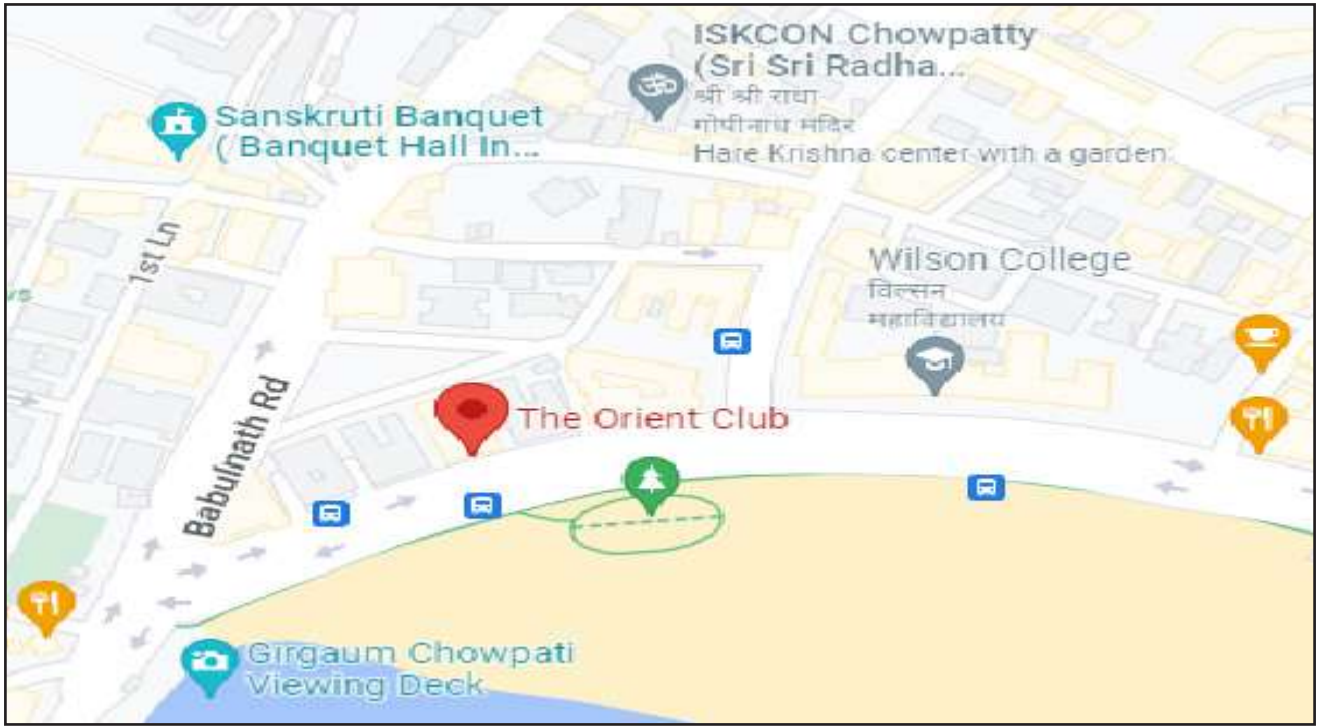 ISKCON Chowpatty
(Sri Sri Radha...
श्री श्री राधा
गोपीनाथ मंदिर
Hare Krishna center with a garden
Sanskruti Banquet
( Banquet Hall In...
1st Ln
Wilson College
विल्सन
महाविद्यालय
Babulnath Rd
The Orient Club
Girgaum Chowpati
Viewing Deck